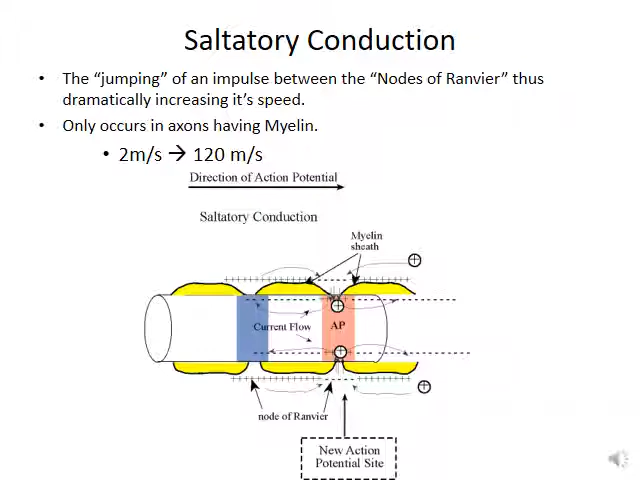 Saltatory Conduction
• The “jumping” of an impulse between the “Nodes of Ranvier” thus
dramatically increasing it’s speed.
• Only occurs in axons having Myelin.
• 2m/s → 120 m/s
Direction of Action Potential
Saltatory Conduction
Myelin
sheath
Current Flow
AP
node of Ranvier
New Action
Potential Site